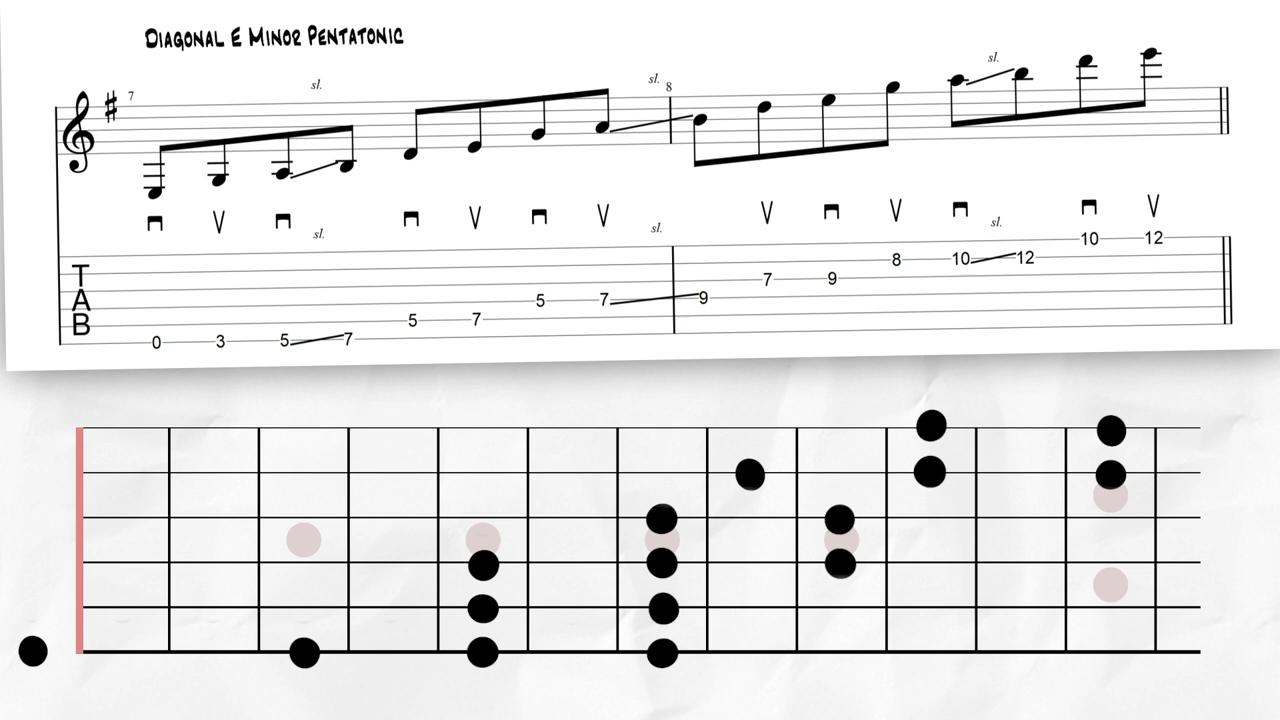 DIAGONAL E MINOR PENTATONIC
7 sl. sl. 8 sl.
sl. sl. sl.
T
A
B
10 12
8 10 12
7 9
5 7 9
5 7
0 3 5 7